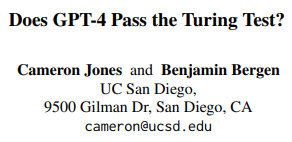 Does GPT-4 Pass the Turing Test?
Cameron Jones and Benjamin Bergen
UC San Diego,
9500 Gilman Dr, San Diego, CA
cameron@ucsd.edu